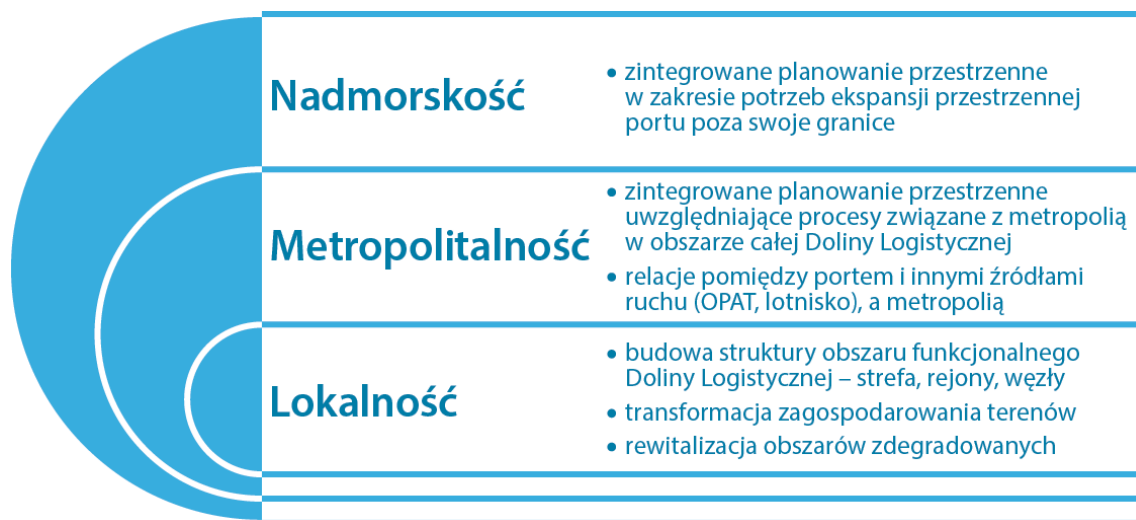 Nadmorskość
• zintegrowane planowanie przestrzenne
w zakresie potrzeb ekspansji przestrzennej
portu poza swoje granice
Metropolitalność
• zintegrowane planowanie przestrzenne
uwzględniające procesy związane z metropolią
w obszarze całej Doliny Logistycznej
• relacje pomiędzy portem i innymi źródłami
ruchu (OPAT, lotnisko), a metropolią
Lokalność
• budowa struktury obszaru funkcjonalnego
Doliny Logistycznej – strefa, rejony, węzły
• transformacja zagospodarowania terenów
• rewitalizacja obszarów zdegradowanych